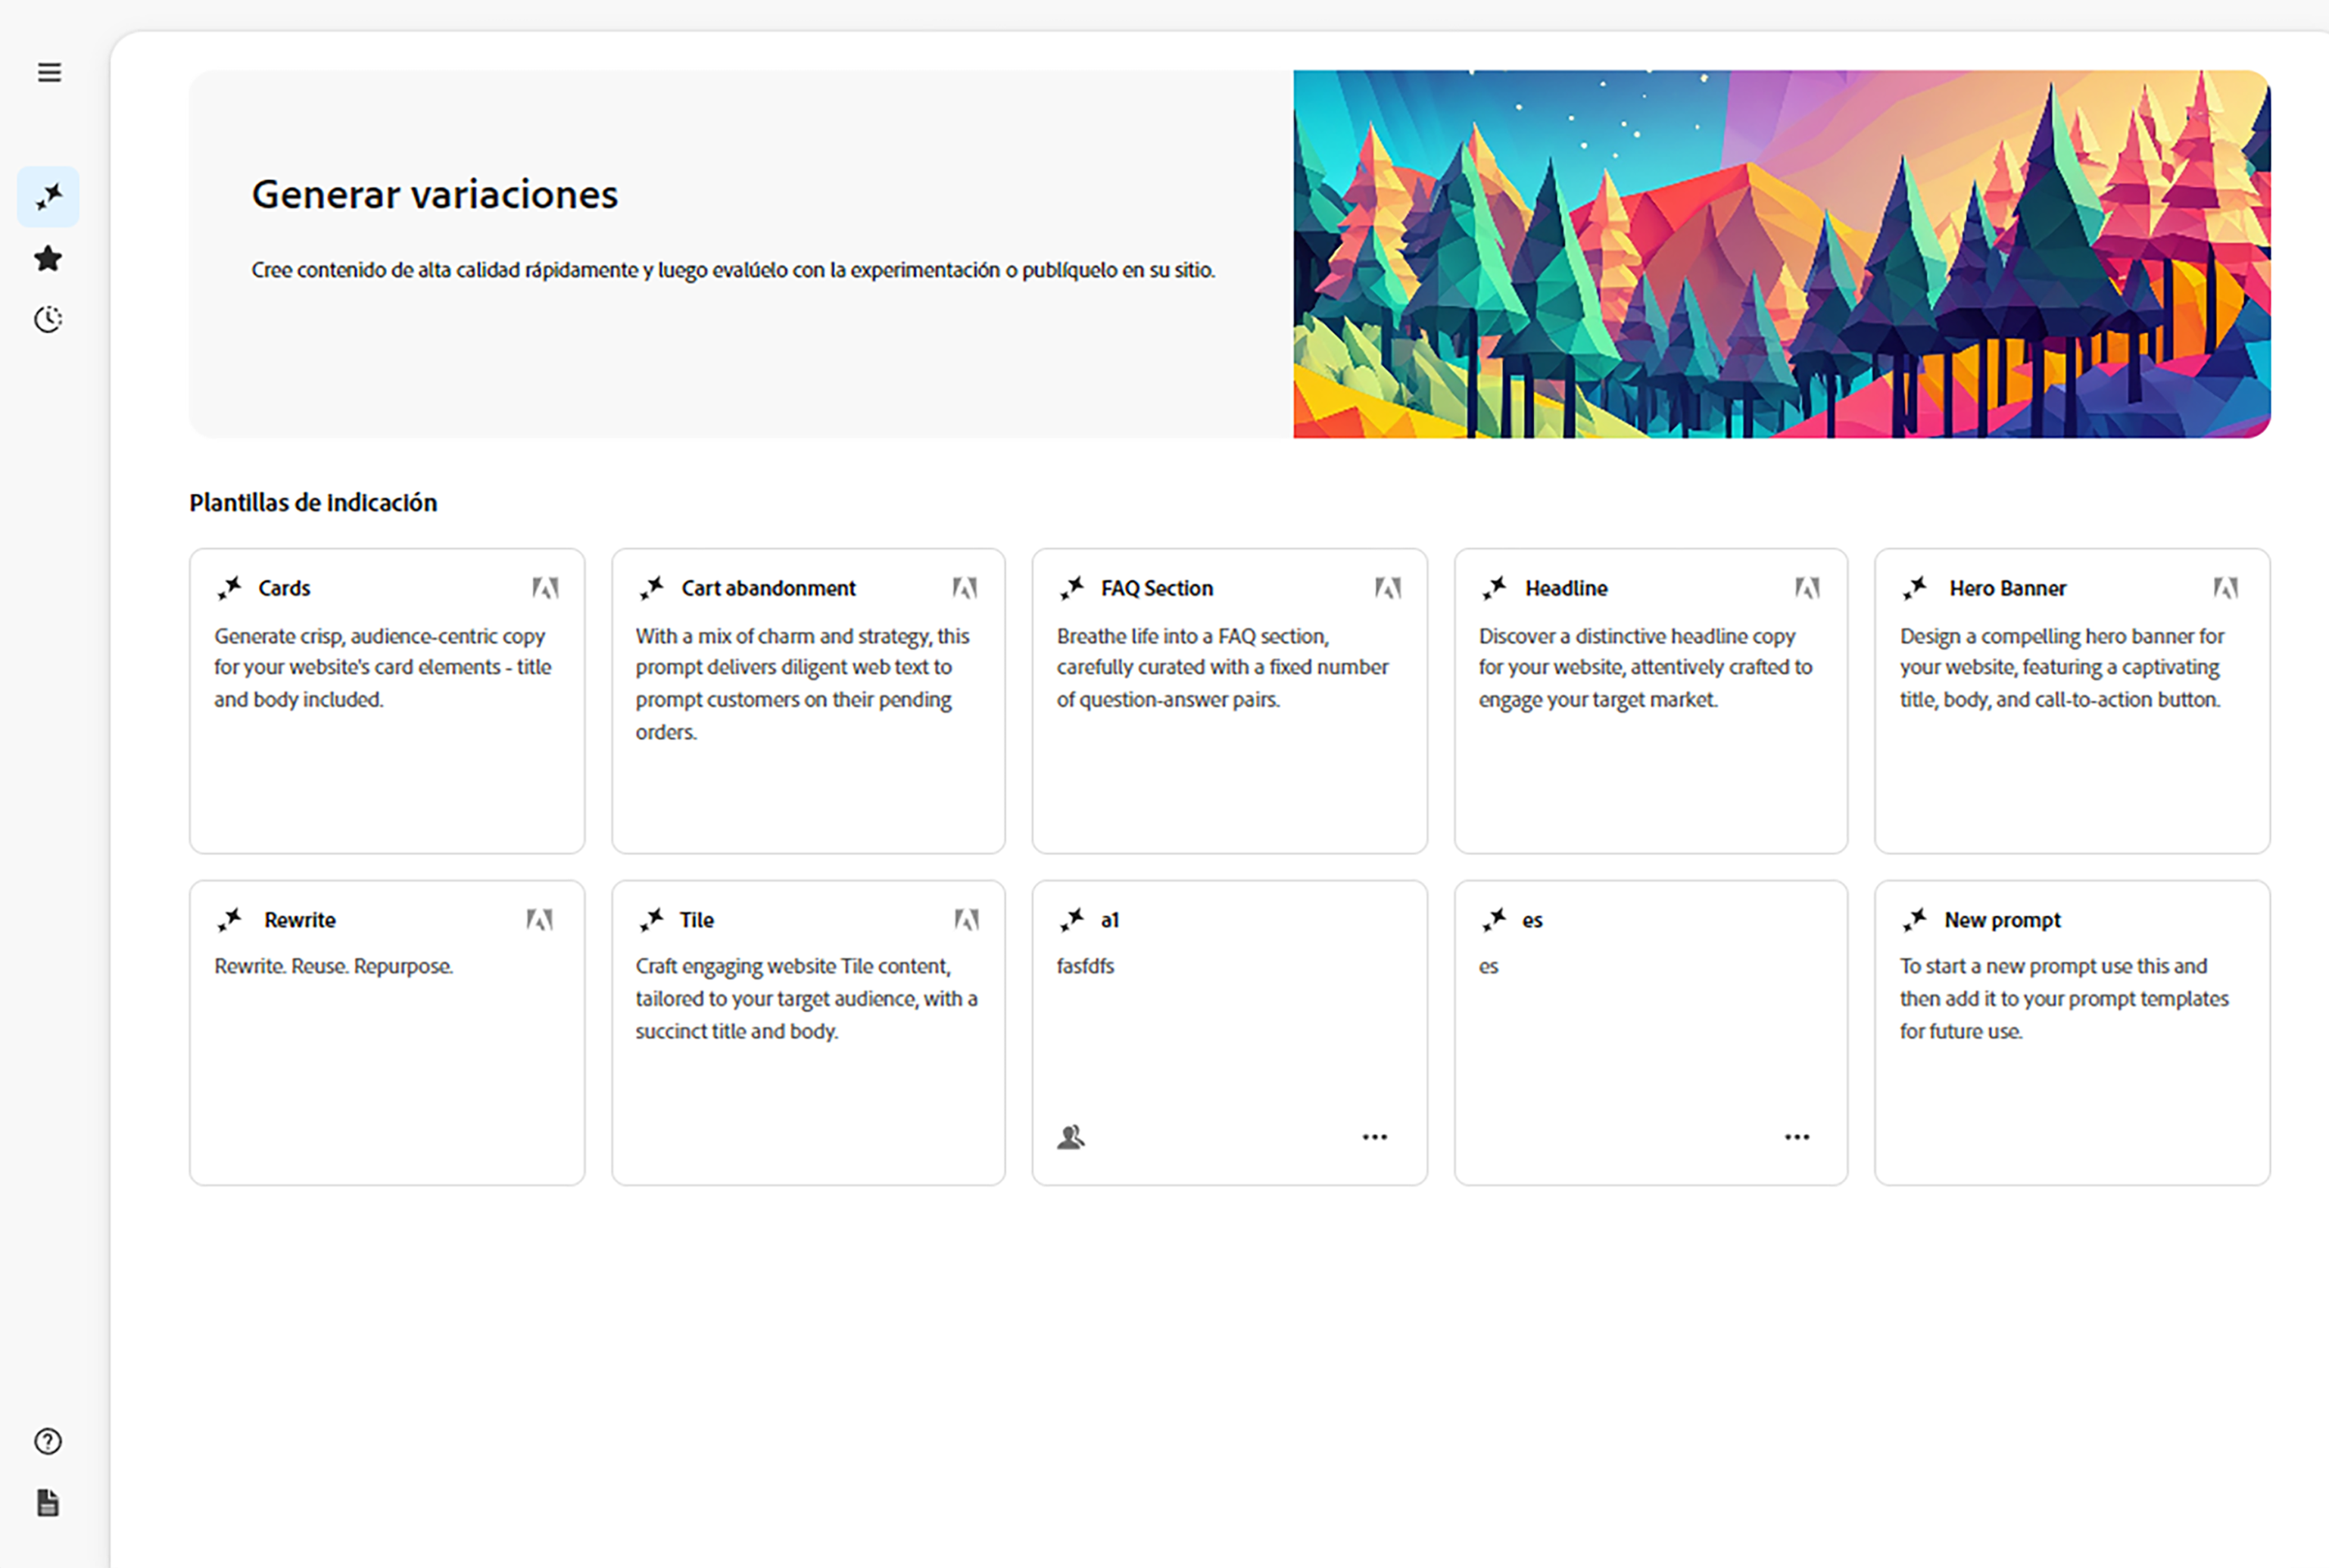 Generar variaciones
Cree contenido de alta calidad rápidamente y luego evalúelo con la experimentación o publíquelo en su sitio.
Plantillas de indicación
Cards
Generate crisp, audience-centric copy
for your website's card elements - title
and body included.
Cart abandonment
With a mix of charm and strategy, this
prompt delivers diligent web text to
prompt customers on their pending
orders.
FAQ Section
Breathe life into a FAQ section,
carefully curated with a fixed number
of question-answer pairs.
Headline
Discover a distinctive headline copy
for your website, attentively crafted to
engage your target market.
Hero Banner
Design a compelling hero banner for
your website, featuring a captivating
title, body, and call-to-action button.
Rewrite
Rewrite. Reuse. Repurpose.
Tile
Craft engaging website Tile content,
tailored to your target audience, with a
succinct title and body.
a1
fasfdfs
es
es
New prompt
To start a new prompt use this and
then add it to your prompt templates
for future use.